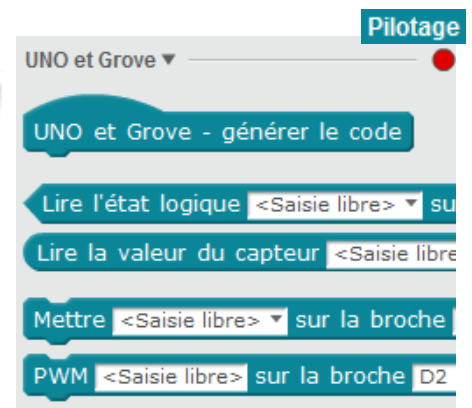 Pilotage
UNO et Grove
UNO et Grove - générer le code
Lire l'état logique <Saisie libre> su
Lire la valeur du capteur <Saisie libre
Mettre <Saisie libre> sur la broche
PWM <Saisie libre> sur la broche D2